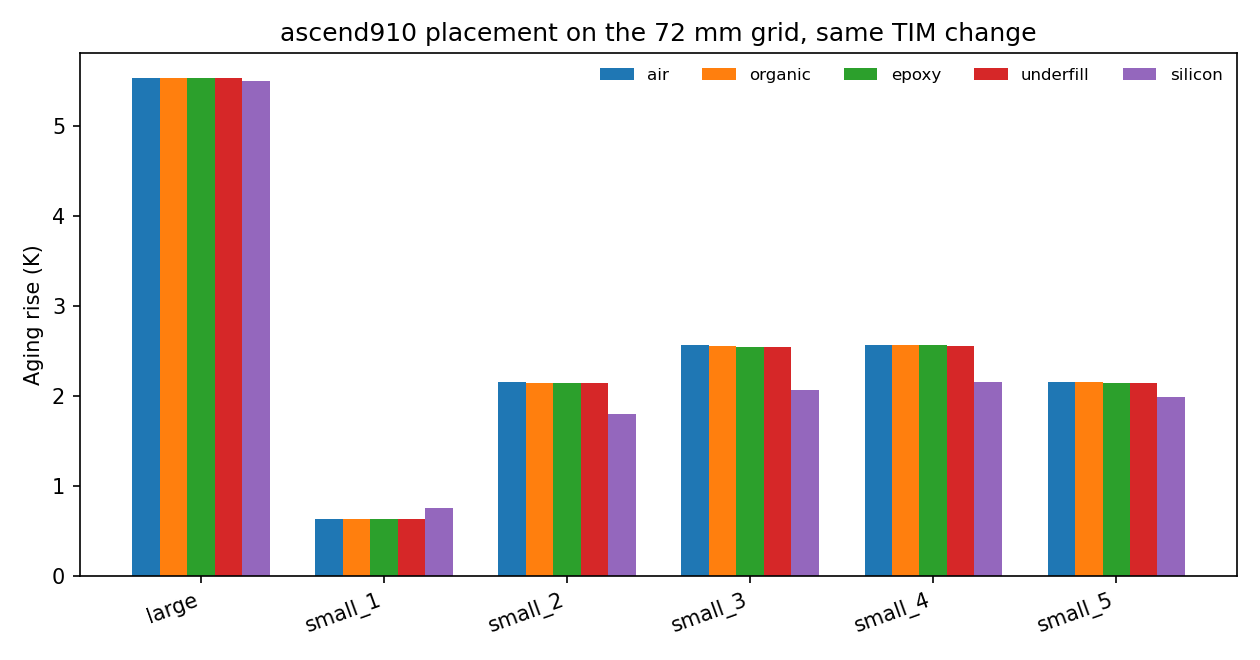 ascend910 placement on the 72 mm grid, same TIM change
air organic epoxy underfill silicon
Aging rise (K)
5
4
3
2
1
0
large small_1 small_2 small_3 small_4 small_5